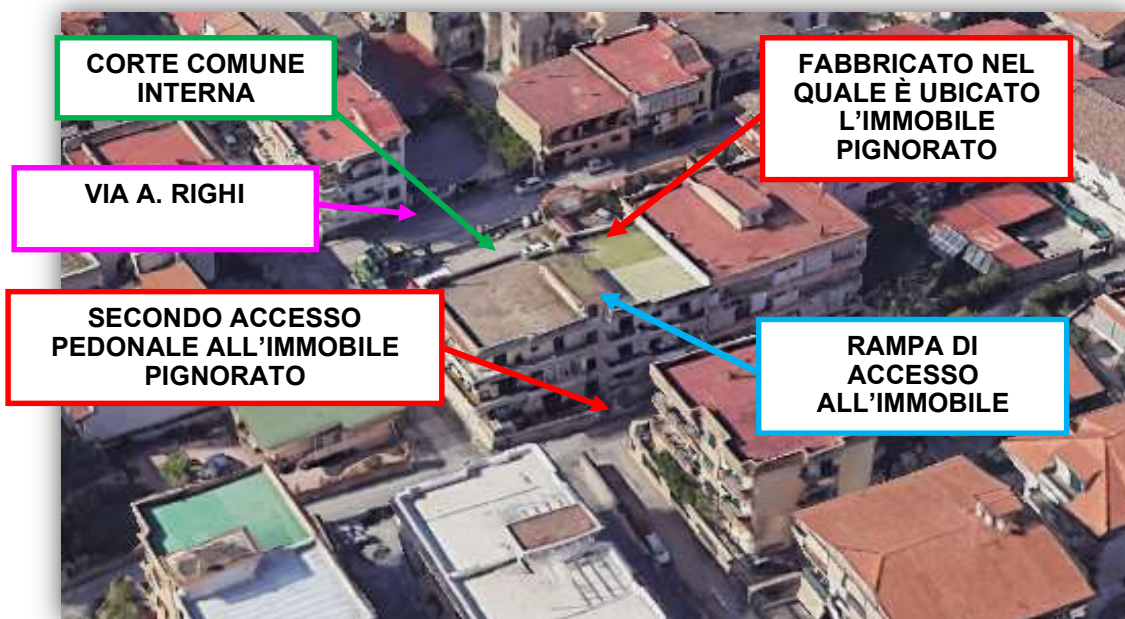 CORTE COMUNE
INTERNA
FABBRICATO NEL
QUALE È UBICATO
L’IMMOBILE
PIGNORATO
VIA A. RIGHI
SECONDO ACCESSO
PEDONALE ALL’IMMOBILE
PIGNORATO
RAMPA DI
ACCESSO
ALL’IMMOBILE